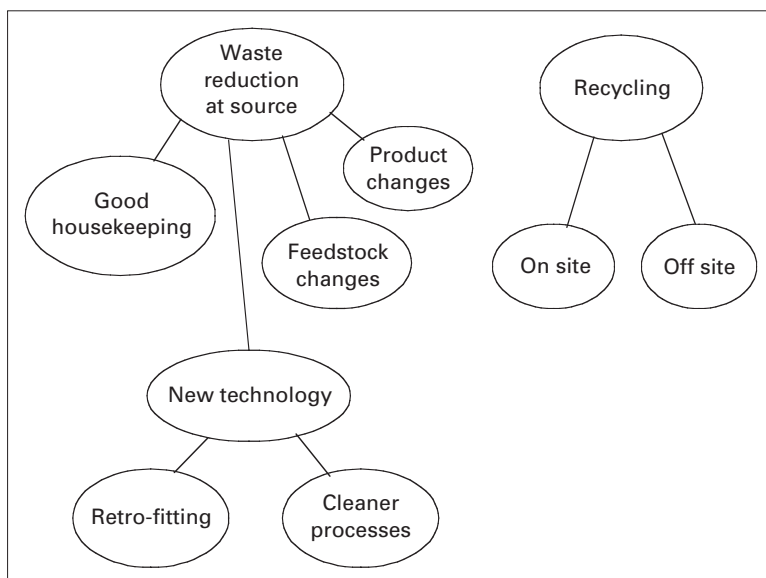 Waste
reduction
at source
Recycling
Product
changes
Good
housekeeping
Feedstock
changes
On site
Off site
New technology
Retro-fitting
Cleaner
processes